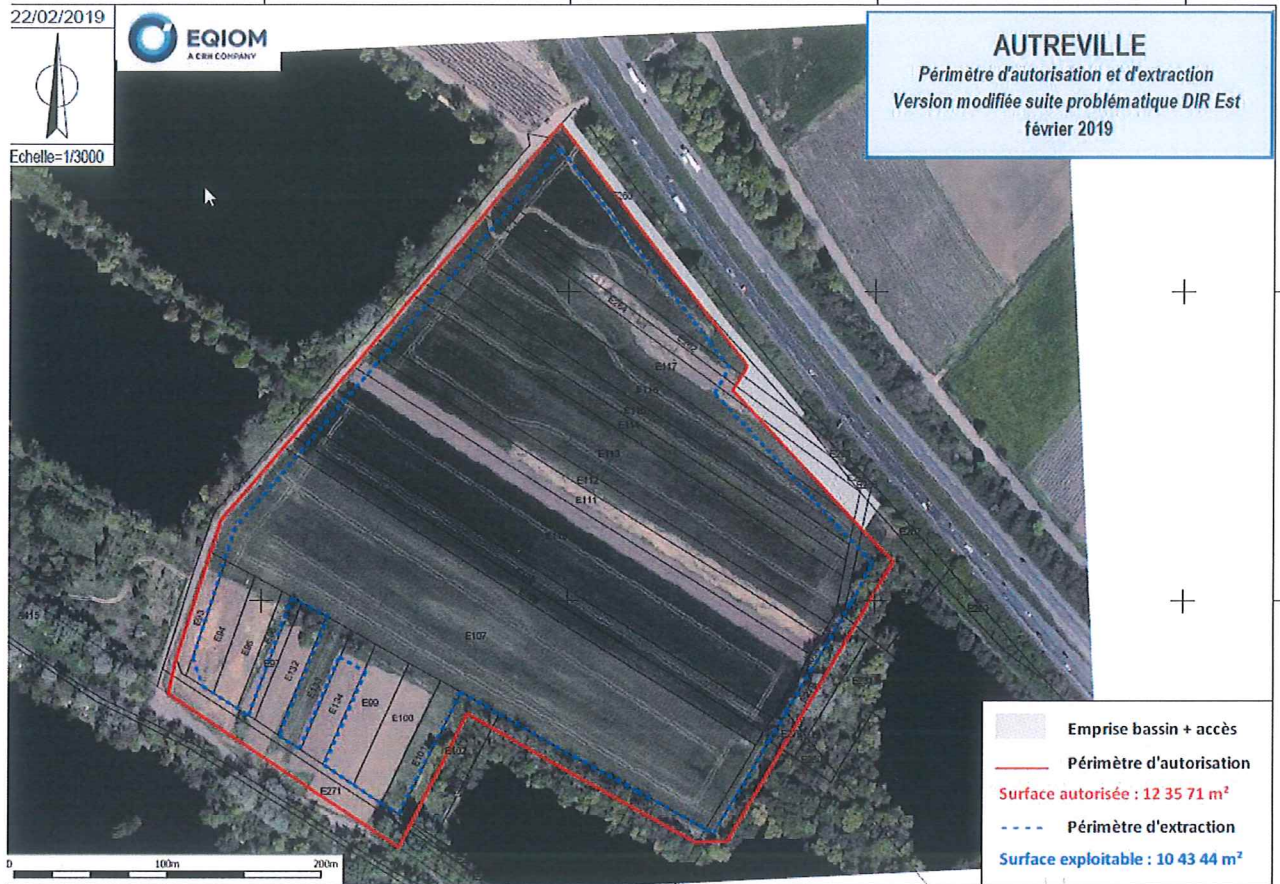 22/02/2019
EQIOM
A CRH COMPANY
Echelle=1/3000
AUTREVILLE
Périmètre d'autorisation et d'extraction
Version modifiée suite problématique DIR Est
février 2019
E117
E113
E112
E111
E107
E93
E94
E95
E97
E132
E134
E99
E100
E271
Emprise bassin + accès
Périmètre d'autorisation
Surface autorisée : 12 35 71 m²
Périmètre d'extraction
Surface exploitable : 10 43 44 m²
0 100m 200m